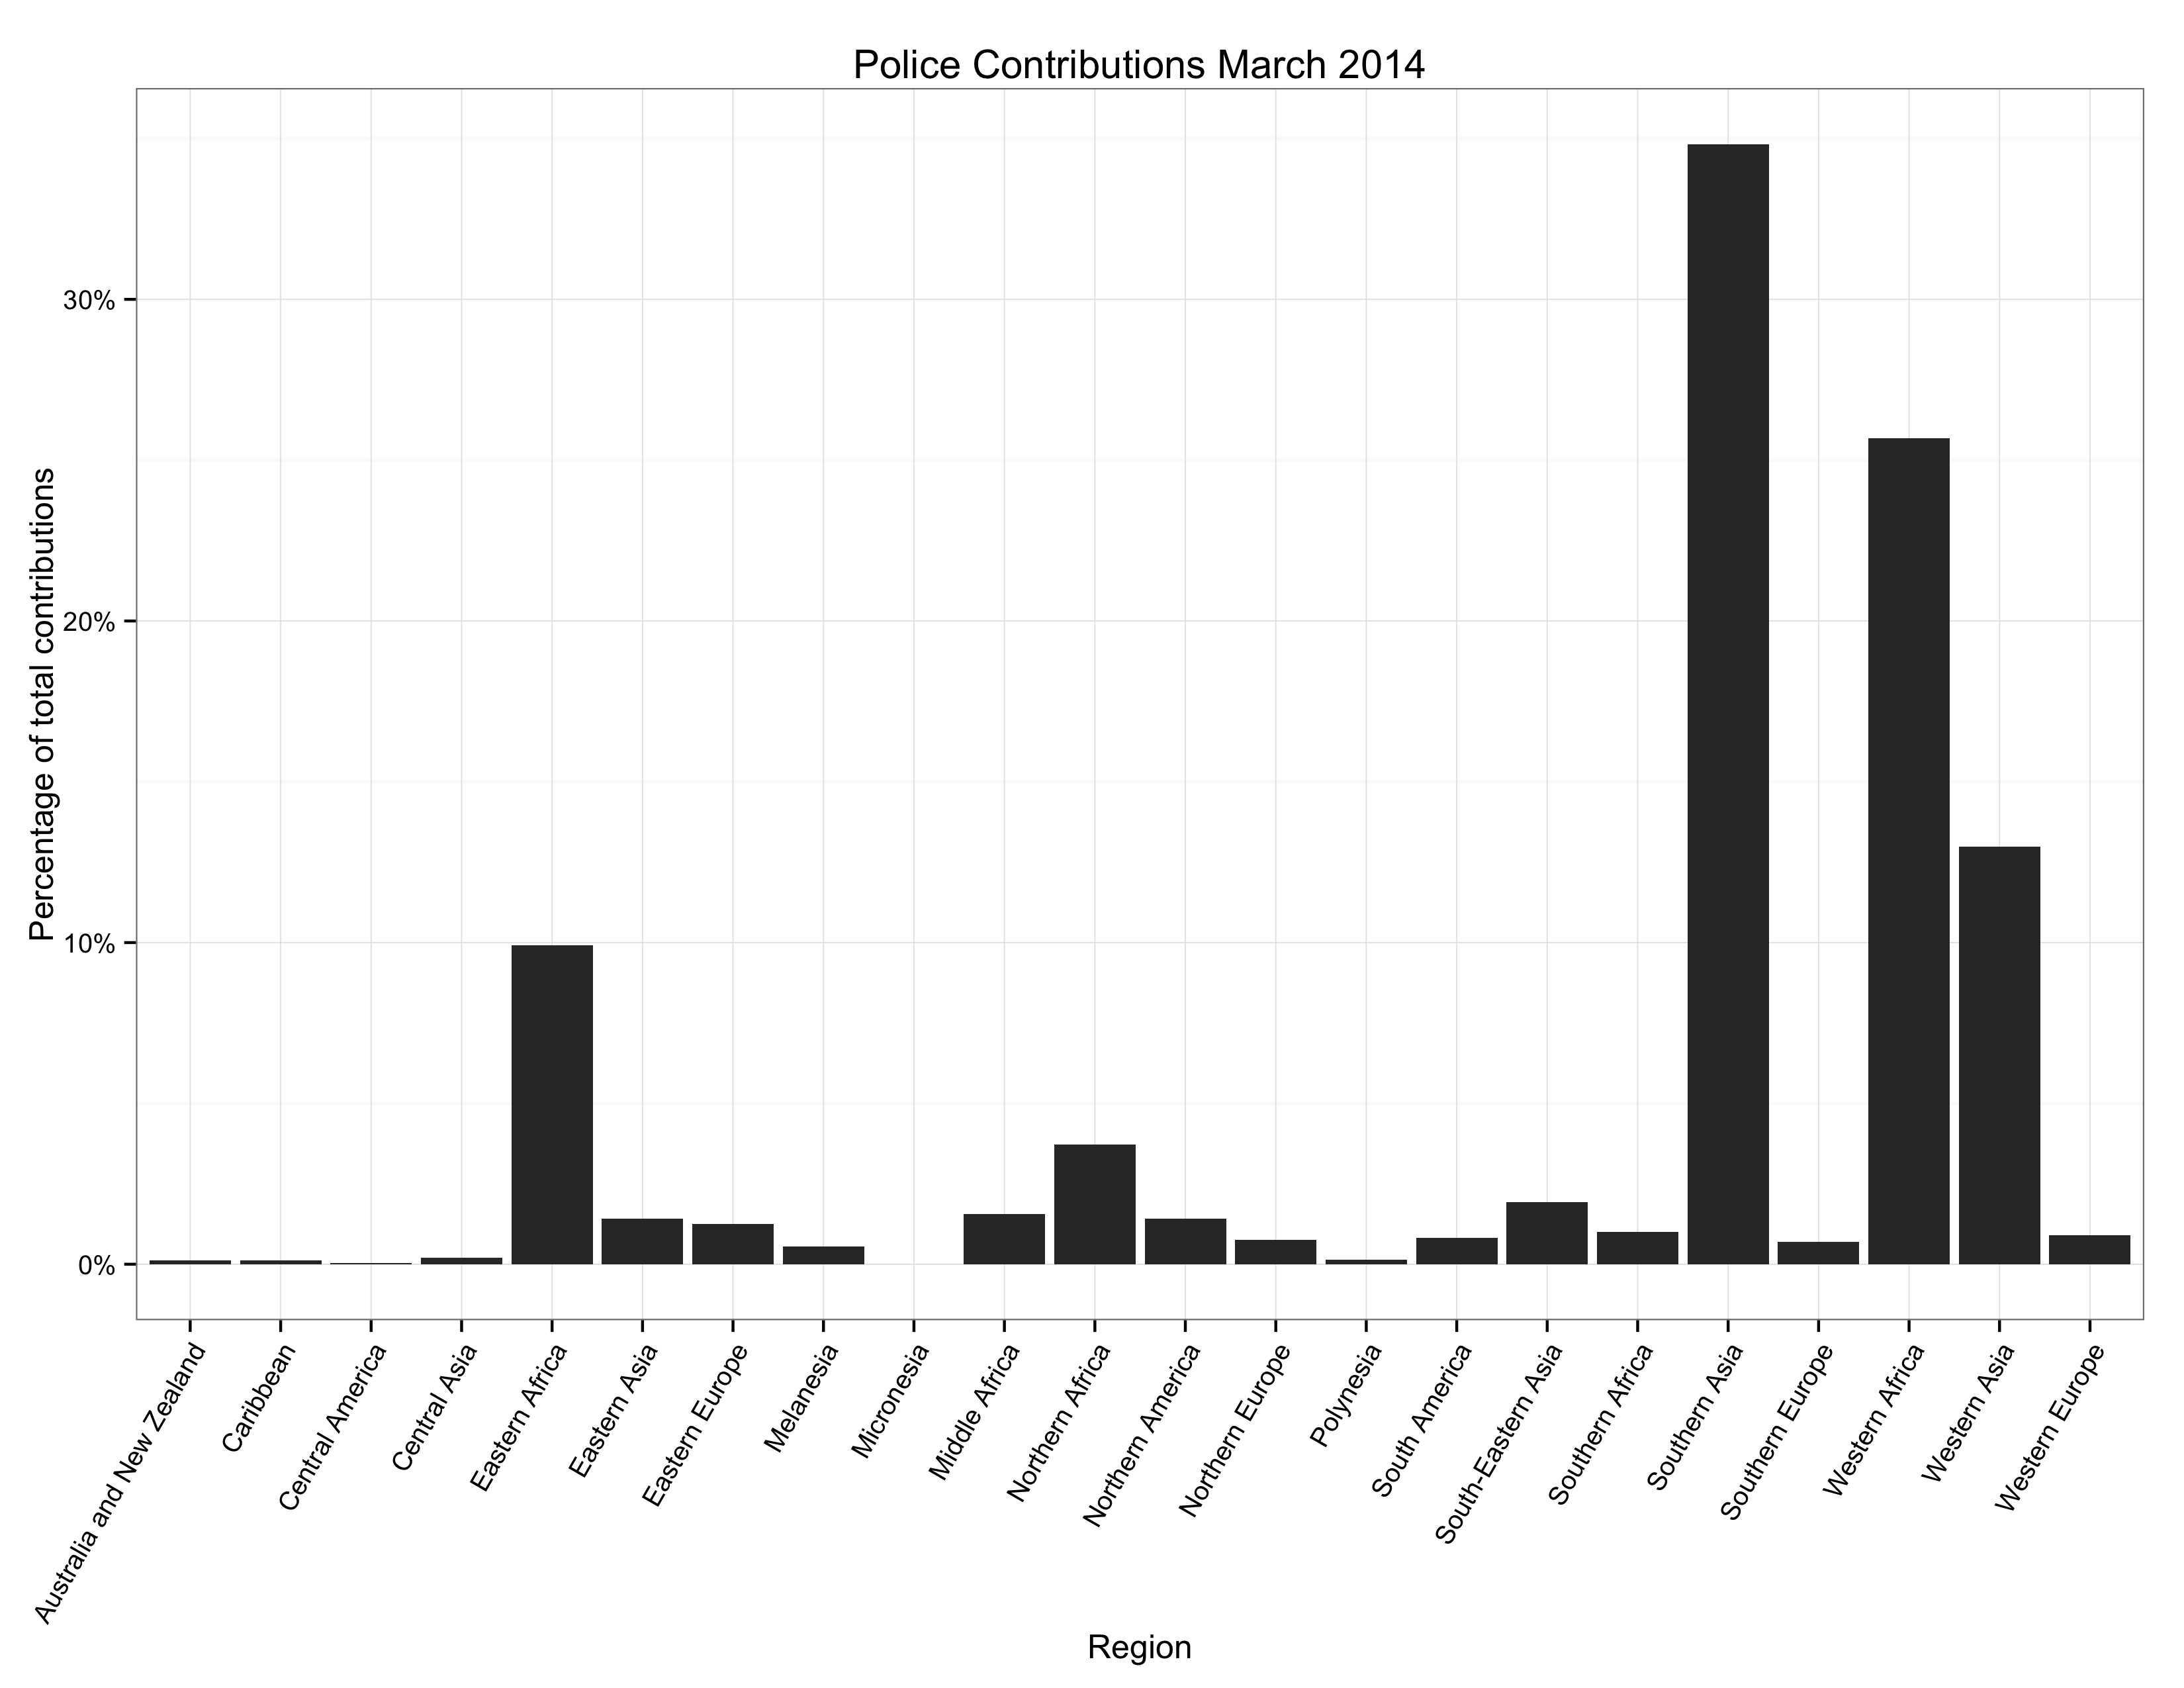 Police Contributions March 2014
Percentage of total contributions
30%
20%
10%
0%
Australia and New Zealand
Caribbean
Central America
Central Asia
Eastern Africa
Eastern Asia
Eastern Europe
Melanesia
Micronesia
Middle Africa
Northern Africa
Northern America
Northern Europe
Polynesia
South America
South-Eastern Asia
Southern Africa
Southern Asia
Southern Europe
Western Africa
Western Asia
Western Europe
Region